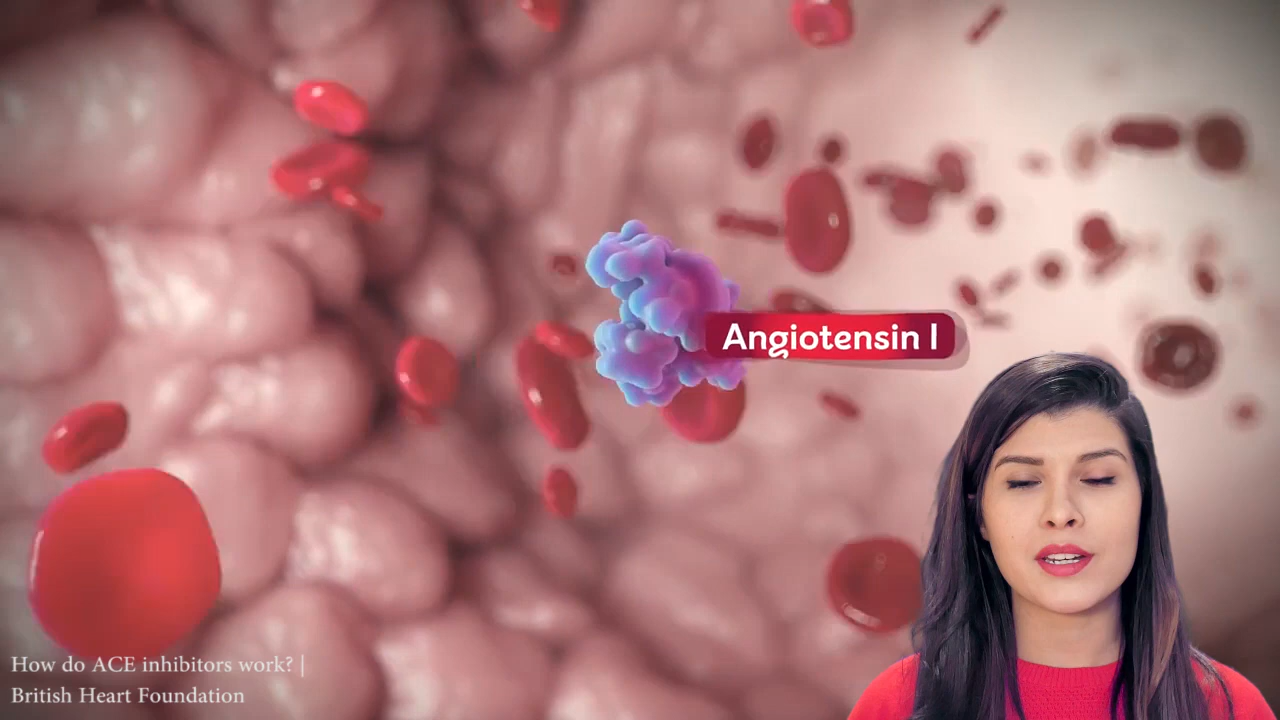 Angiotensin I
How do ACE inhibitors work? |
British Heart Foundation